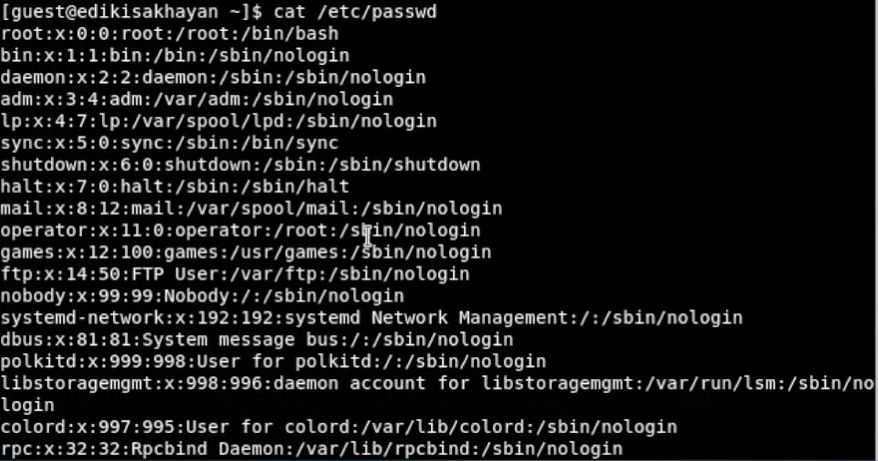 [guest@edikisakhayan ~]$ cat /etc/passwd
root:x:0:0:root:/root:/bin/bash
bin:x:1:1:bin:/bin:/sbin/nologin
daemon:x:2:2:daemon:/sbin:/sbin/nologin
adm:x:3:4:adm:/var/adm:/sbin/nologin
lp:x:4:7:lp:/var/spool/lpd:/sbin/nologin
sync:x:5:0:sync:/sbin:/bin/sync
shutdown:x:6:0:shutdown:/sbin:/sbin/shutdown
halt:x:7:0:halt:/sbin:/sbin/halt
mail:x:8:12:mail:/var/spool/mail:/sbin/nologin
operator:x:11:0:operator:/root:/sbin/nologin
games:x:12:100:games:/usr/games:/sbin/nologin
ftp:x:14:50:FTP User:/var/ftp:/sbin/nologin
nobody:x:99:99:Nobody:/:/sbin/nologin
systemd-network:x:192:192:systemd Network Management:/:/sbin/nologin
dbus:x:81:81:System message bus:/:/sbin/nologin
polkitd:x:999:998:User for polkitd:/:/sbin/nologin
libstoragemgmt:x:998:996:daemon account for libstoragemgmt:/var/run/lsm:/sbin/no
login
colord:x:997:995:User for colord:/var/lib/colord:/sbin/nologin
rpc:x:32:32:Rpcbind Daemon:/var/lib/rpcbind:/sbin/nologin